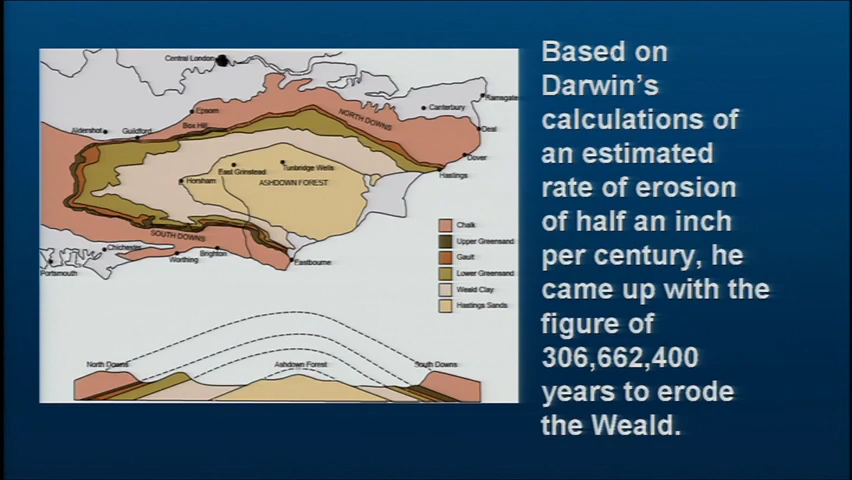 Central London
Ramsgate
Canterbury
Epsom
NORTH DOWNS
Box Hill
Aldershot
Guildford
Deal
Dover
Hastings
East Grinstead
Tunbridge Wells
Horsham
ASHDOWN FOREST
SOUTH DOWNS
Chichester
Brighton
Worthing
Portsmouth
Eastbourne
Chalk
Upper Greensand
Gault
Lower Greensand
Weald Clay
Hastings Sands
North Downs
Ashdown Forest
South Downs
Based on
Darwin's
calculations of
an estimated
rate of erosion
of half an inch
per century, he
came up with the
figure of
306,662,400
years to erode
the Weald.